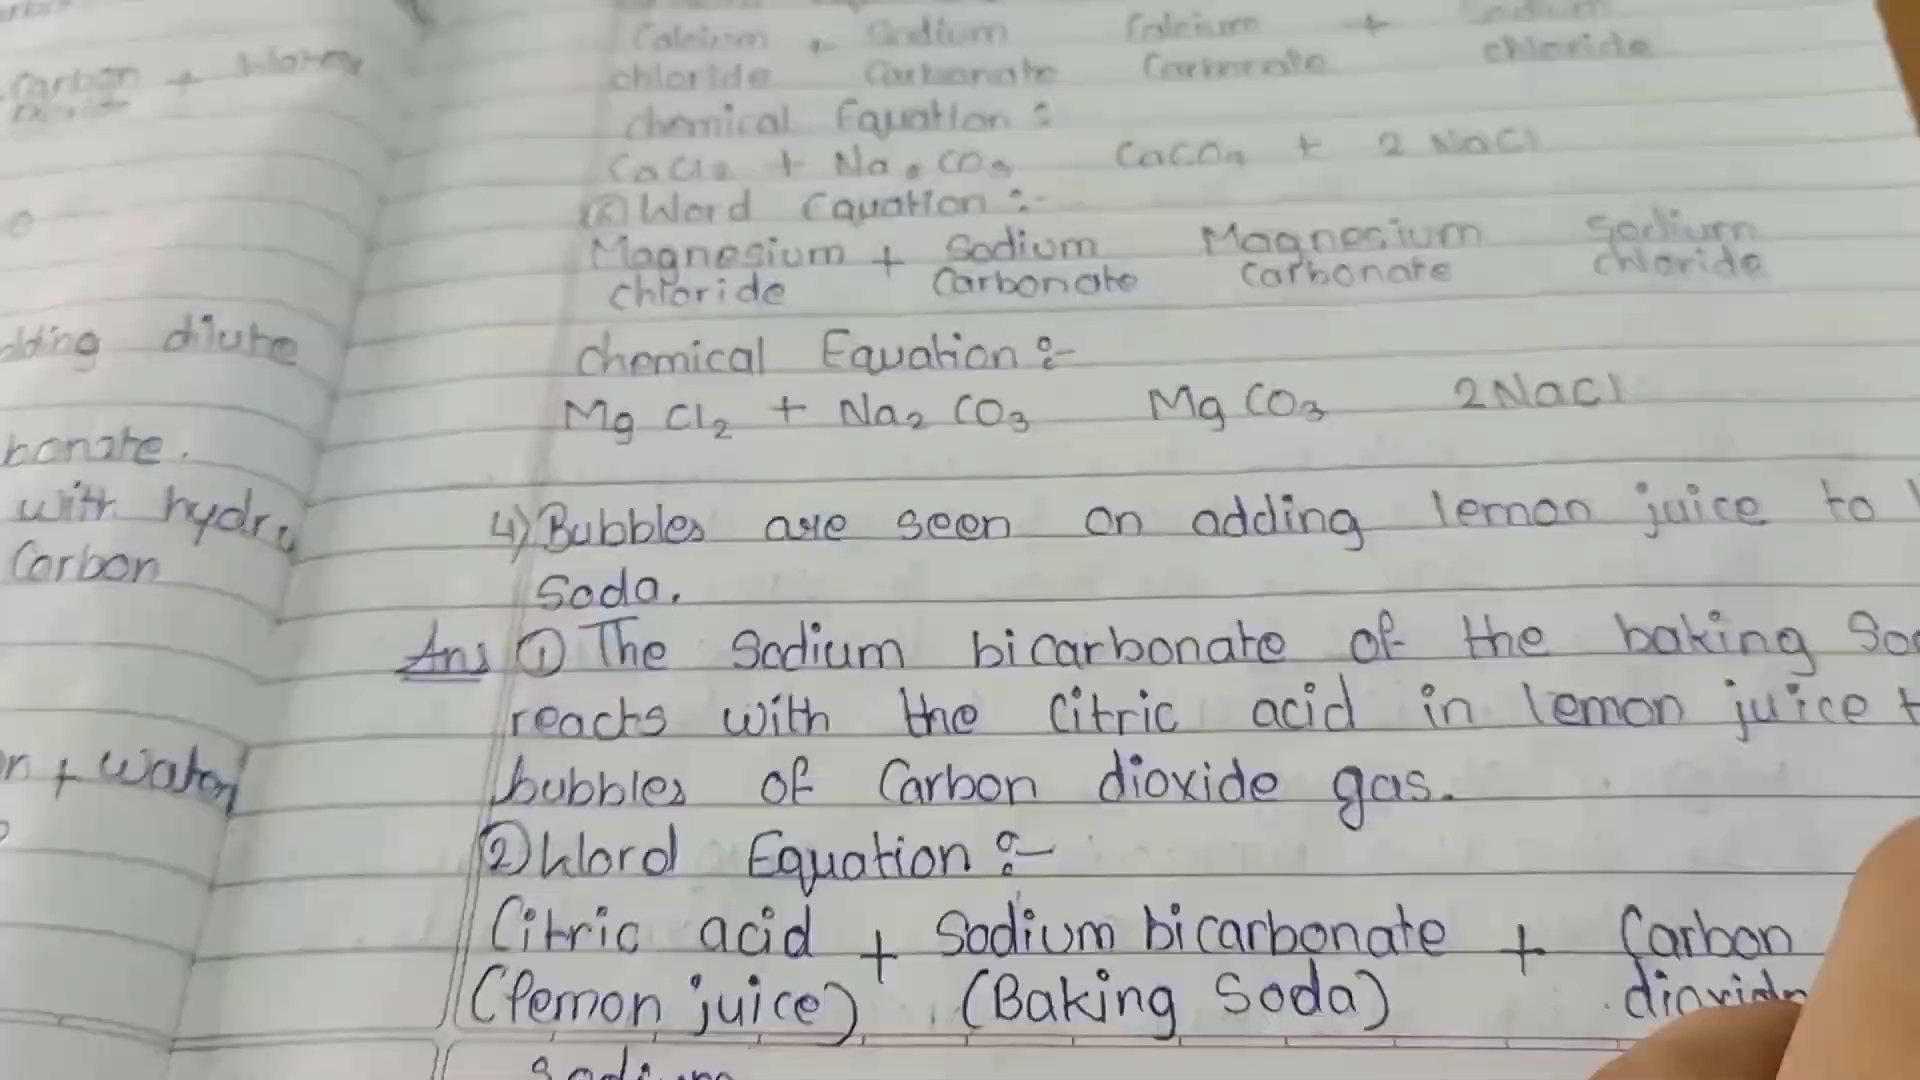 Carbon + Water
Calcium + Sodium Calcium + Sodium
chloride Carbonate Carbonate chloride
chemical Equation :
CaCl2 + Na2CO3 CaCO3 + 2 NaCl
② Word Equation :-
Magnesium + Sodium Magnesium Sodium
chloride Carbonate Carbonate chloride
chemical Equation :-
Mg Cl2 + Na2 CO3 Mg CO3 2NaCl
4) Bubbles are seen on adding lemon juice to
Soda.
Ans ① The Sodium bicarbonate of the baking
reacts with the Citric acid in lemon juice
bubbles of Carbon dioxide gas.
② Word Equation :-
Citric acid + Sodium bicarbonate + Carbon
(lemon juice) (Baking Soda) dioxide
dilute
bonate.
with hydr
Carbon
+ water